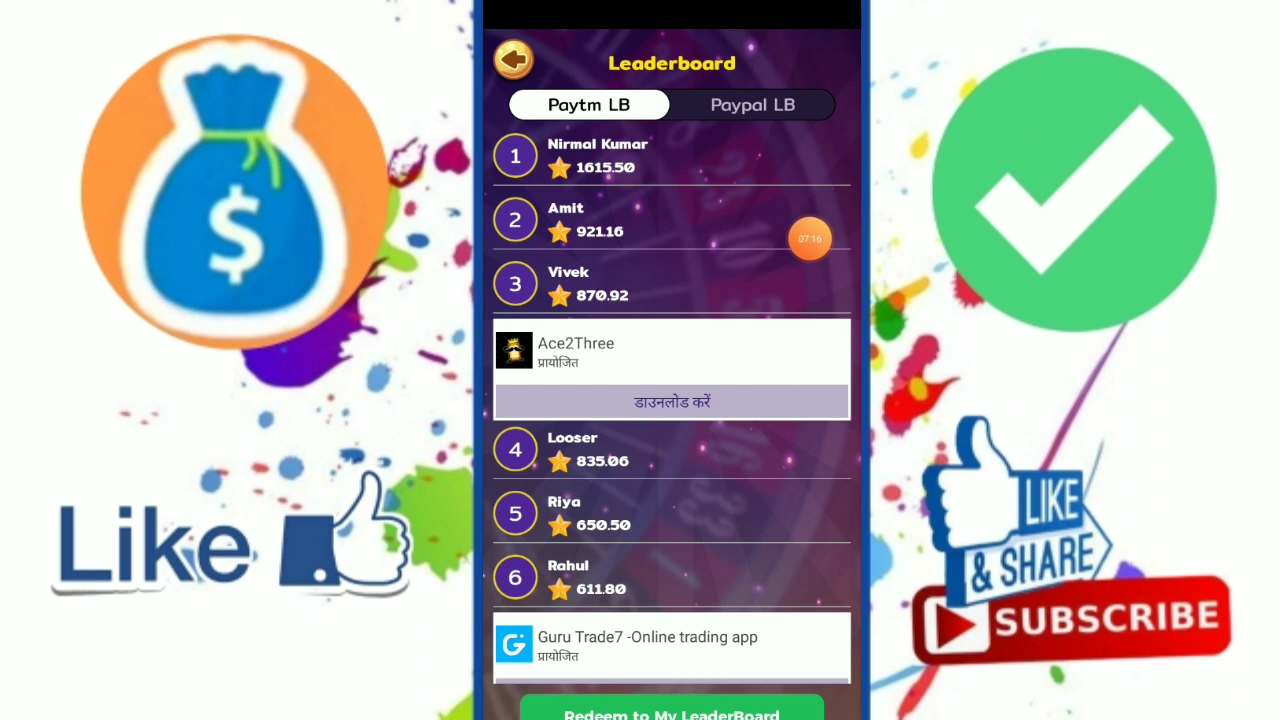 Leaderboard
Paytm LB
Paypal LB
1
Nirmal Kumar
1615.50
2
Amit
921.16
07:16
3
Vivek
870.92
Ace2Three
प्रायोजित
डाउनलोड करें
4
Looser
835.06
5
Riya
650.50
6
Rahul
611.80
Guru Trade7 -Online trading app
प्रायोजित
Redeem to My LeaderBoard
$
Like
LIKE
& SHARE
SUBSCRIBE